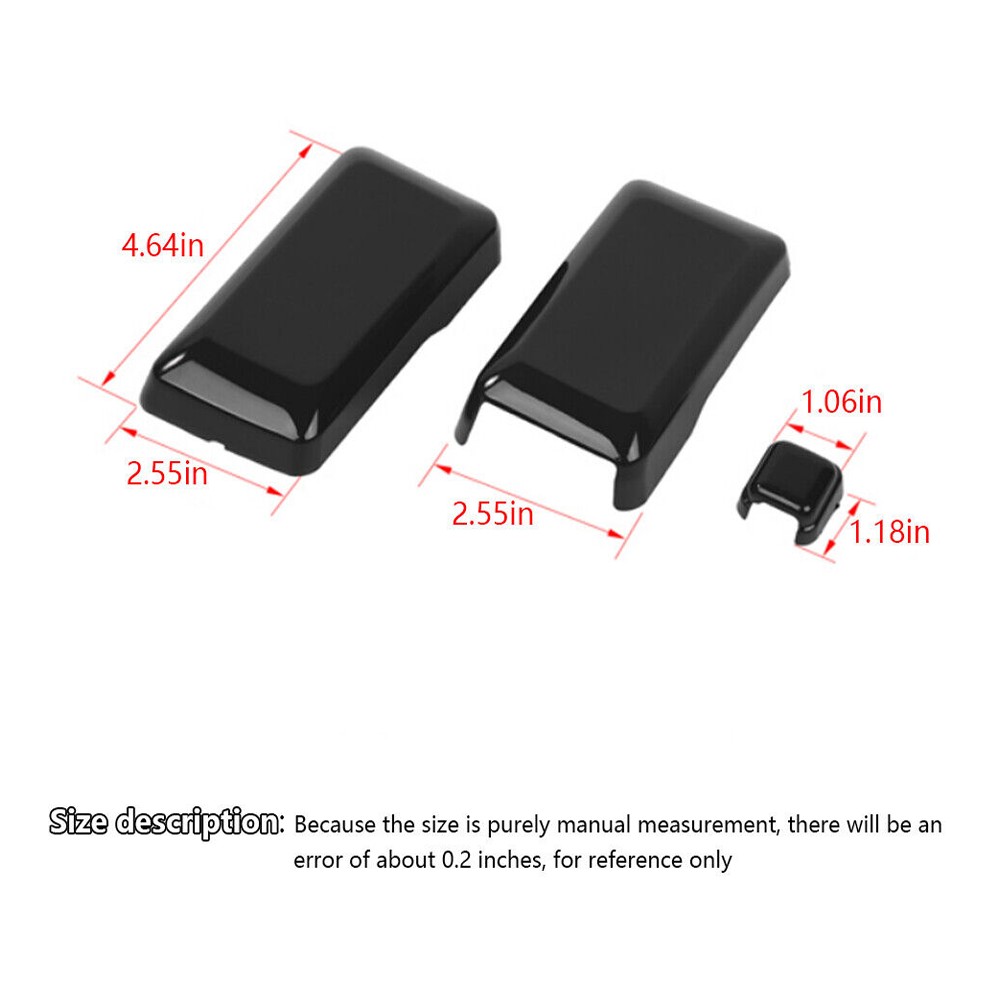 4.64in
2.55in
2.55in
1.06in
1.18in
Size description: Because the size is purely manual measurement, there will be an
error of about 0.2 inches, for reference only